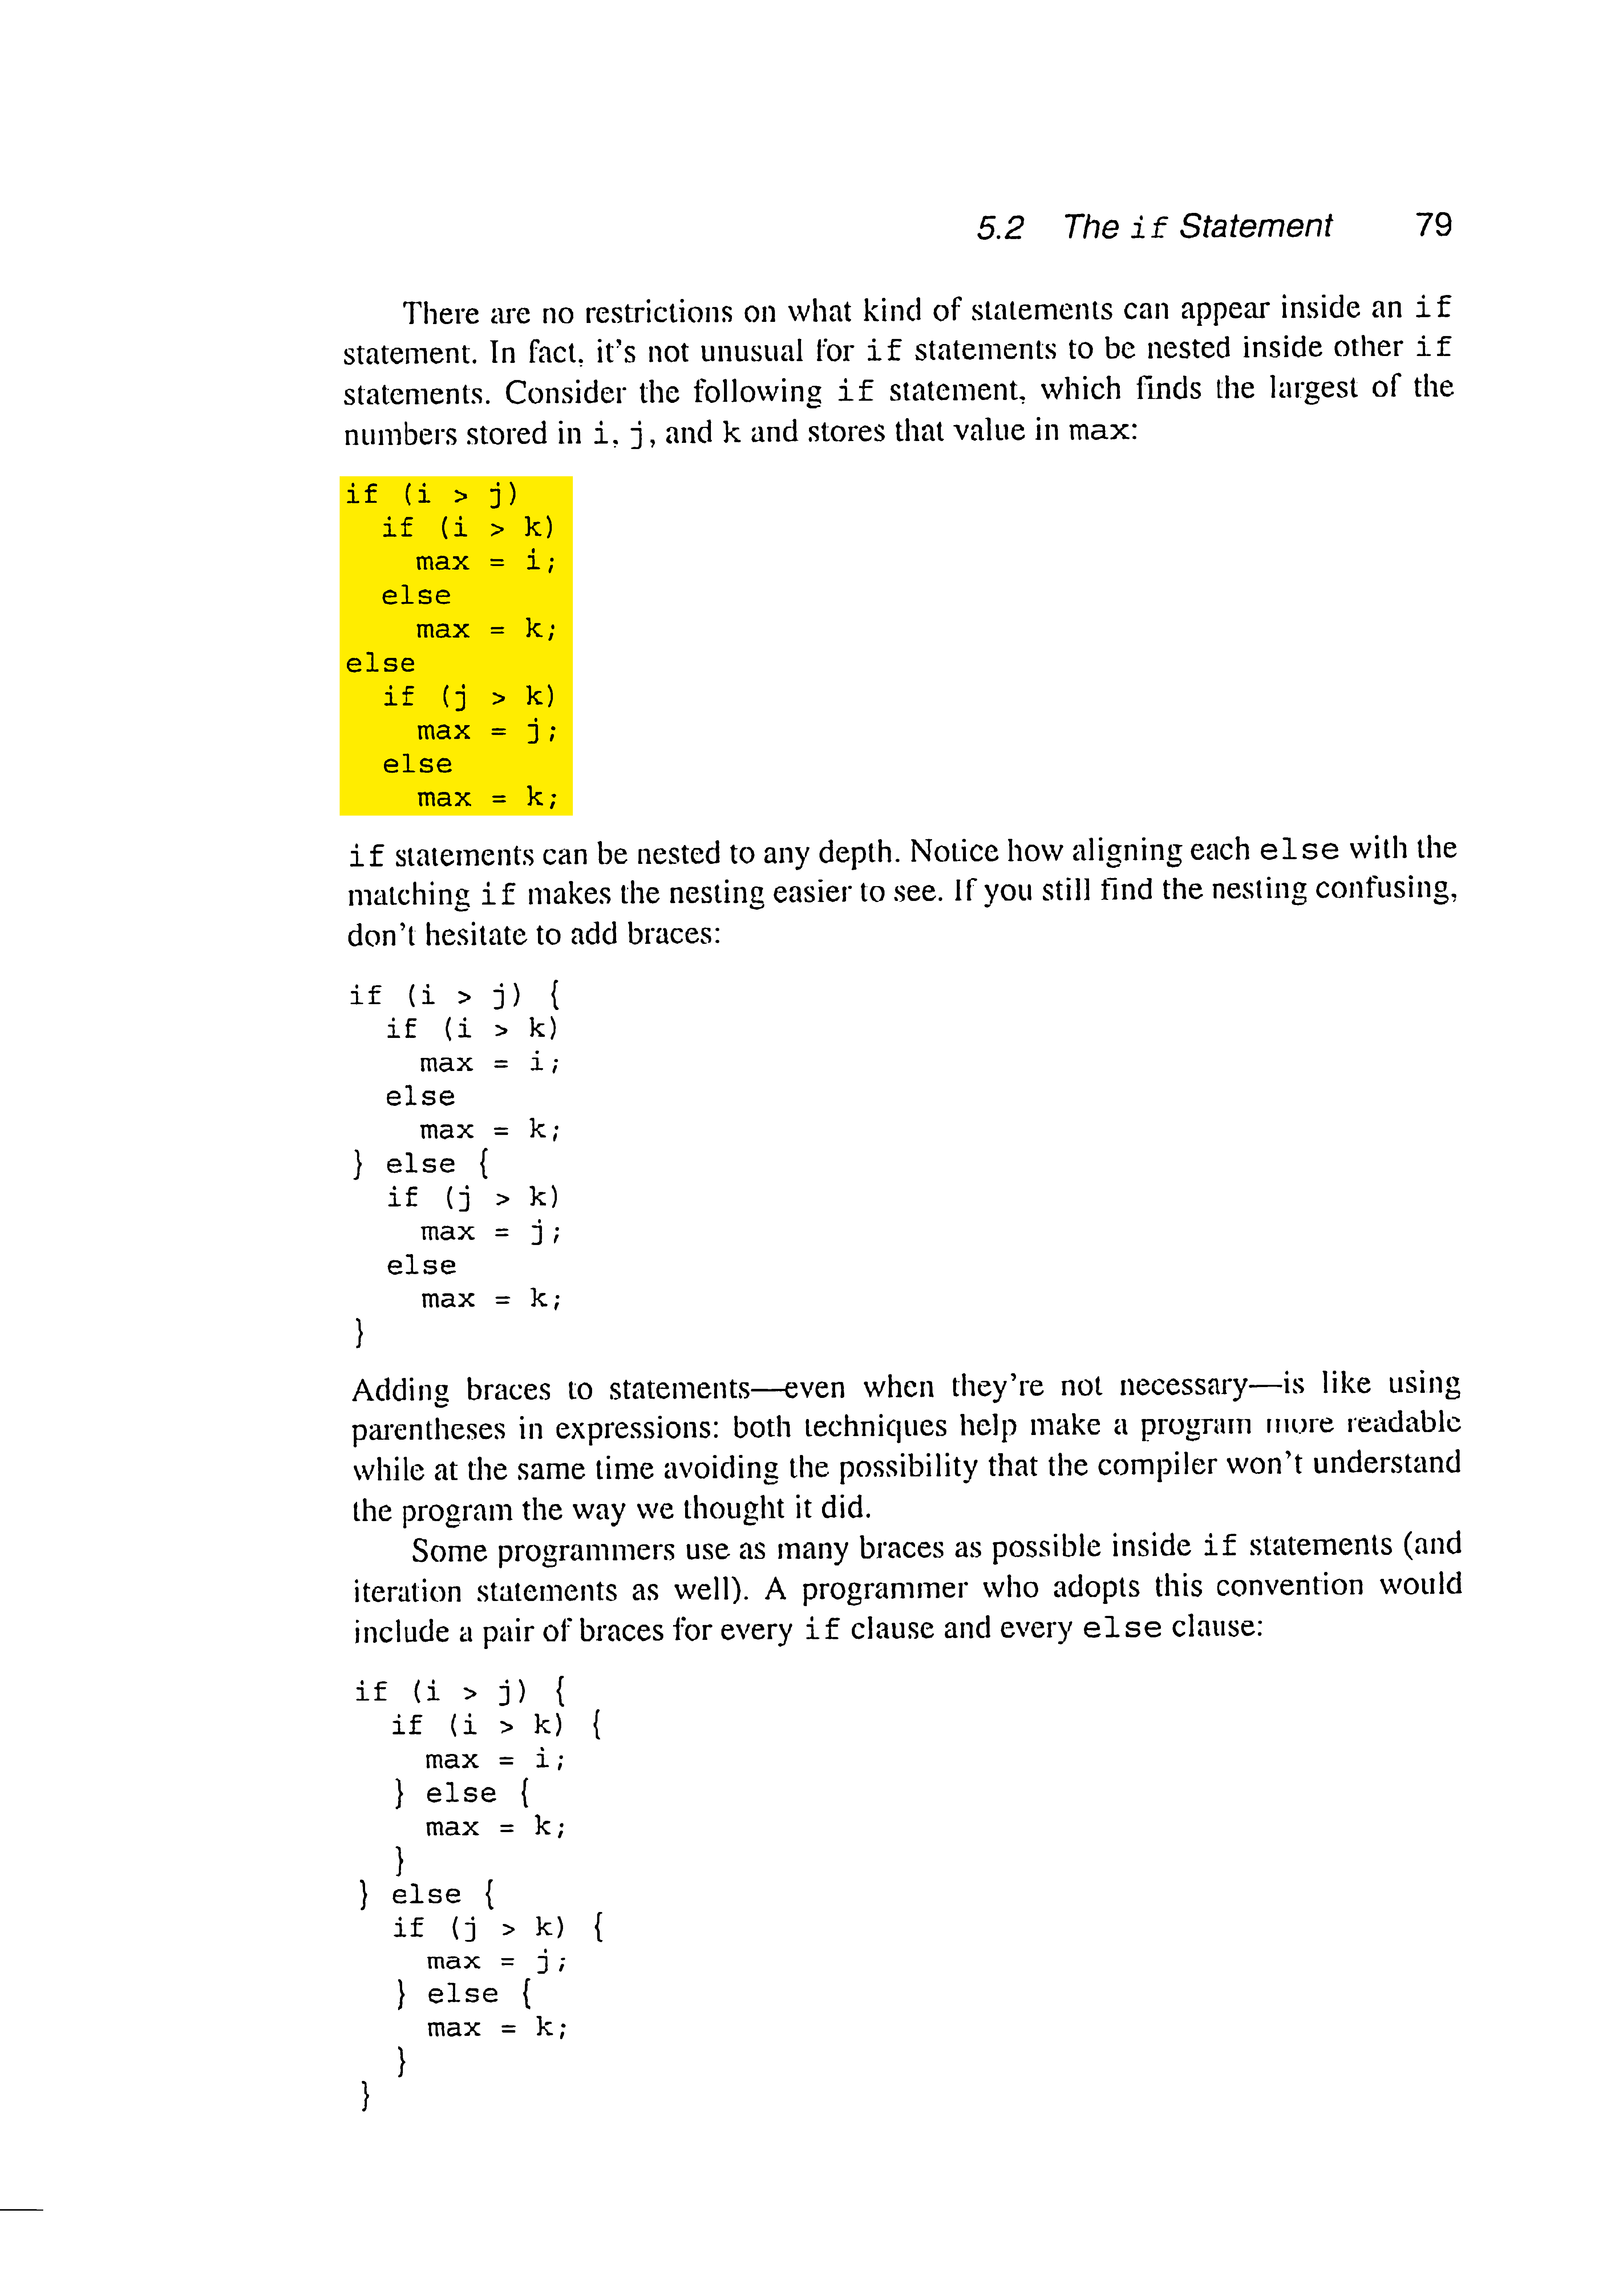 5.2 The if Statement 79
There are no restrictions on what kind of statements can appear inside an if
statement. In fact, it's not unusual for if statements to be nested inside other if
statements. Consider the following if statement, which finds the largest of the
numbers stored in i, j, and k and stores that value in max:
if (i > j)
  if (i > k)
    max = i;
  else
    max = k;
else
  if (j > k)
    max = j;
  else
    max = k;
if statements can be nested to any depth. Notice how aligning each else with the
matching if makes the nesting easier to see. If you still find the nesting confusing,
don't hesitate to add braces:
if (i > j) {
  if (i > k)
    max = i;
  else
    max = k;
} else {
  if (j > k)
    max = j;
  else
    max = k;
}
Adding braces to statements—even when they're not necessary—is like using
parentheses in expressions: both techniques help make a program more readable
while at the same time avoiding the possibility that the compiler won't understand
the program the way we thought it did.
Some programmers use as many braces as possible inside if statements (and
iteration statements as well). A programmer who adopts this convention would
include a pair of braces for every if clause and every else clause:
if (i > j) {
  if (i > k) {
    max = i;
  } else {
    max = k;
  }
} else {
  if (j > k) {
    max = j;
  } else {
    max = k;
  }
}